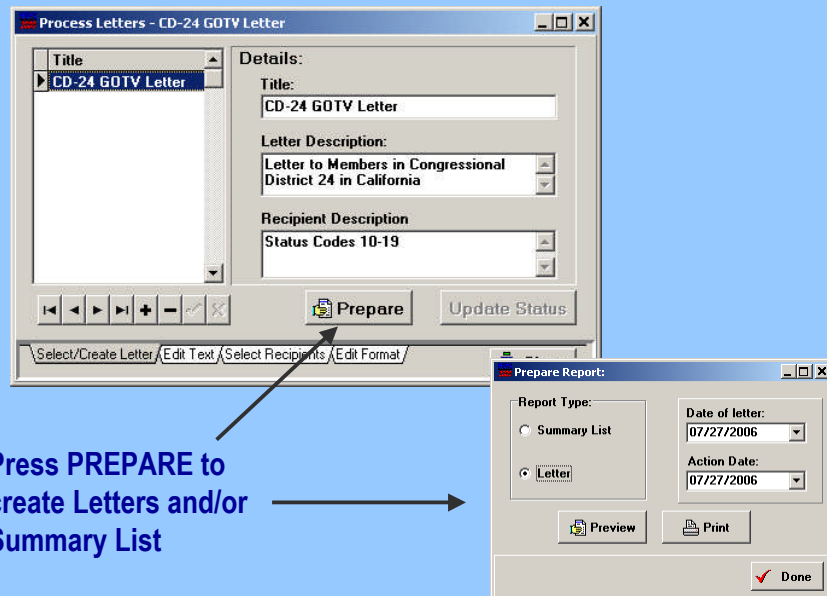 Process Letters - CD-24 GOTV Letter
Title
CD-24 GOTV Letter
Details:
Title:
CD-24 GOTV Letter
Letter Description:
Letter to Members in Congressional
District 24 in California
Recipient Description
Status Codes 10-19
Prepare
Update Status
Select/Create Letter
Edit Text
Select Recipients
Edit Format
Prepare Report:
Report Type:
Summary List
Letter
Date of letter:
07/27/2006
Action Date:
07/27/2006
Preview
Print
Done
Press PREPARE to
create Letters and/or
Summary List